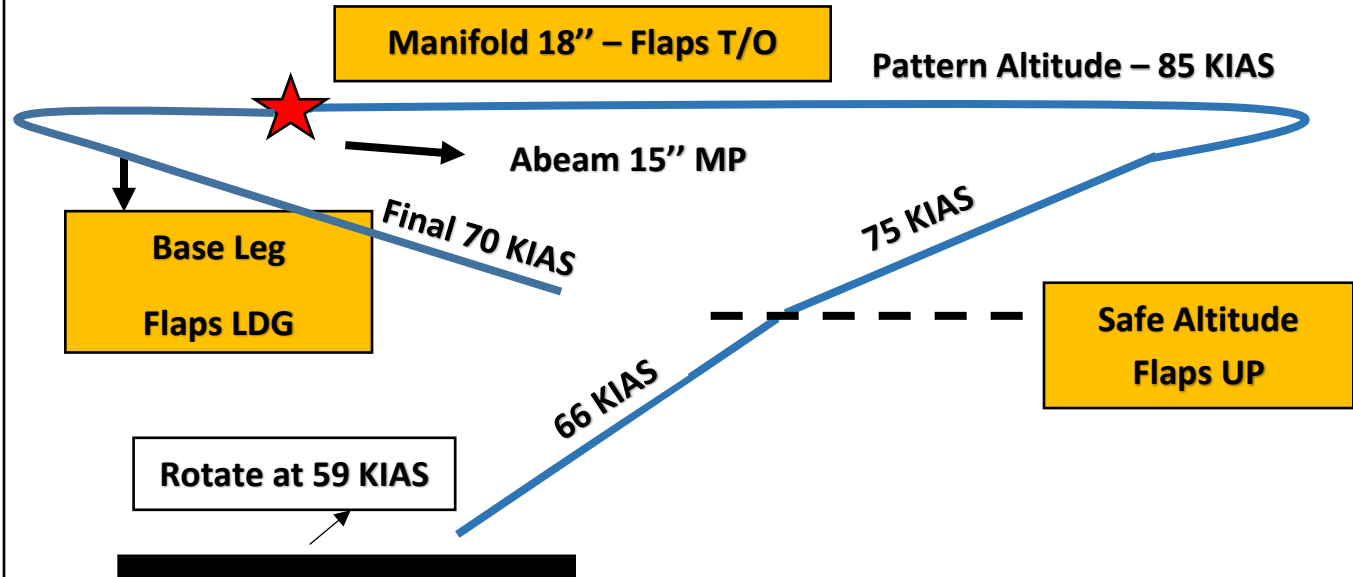 Manifold 18’’ – Flaps T/O
Pattern Altitude – 85 KIAS
Abeam 15’’ MP
75 KIAS
Final 70 KIAS
Base Leg
Flaps LDG
Safe Altitude
Flaps UP
66 KIAS
Rotate at 59 KIAS